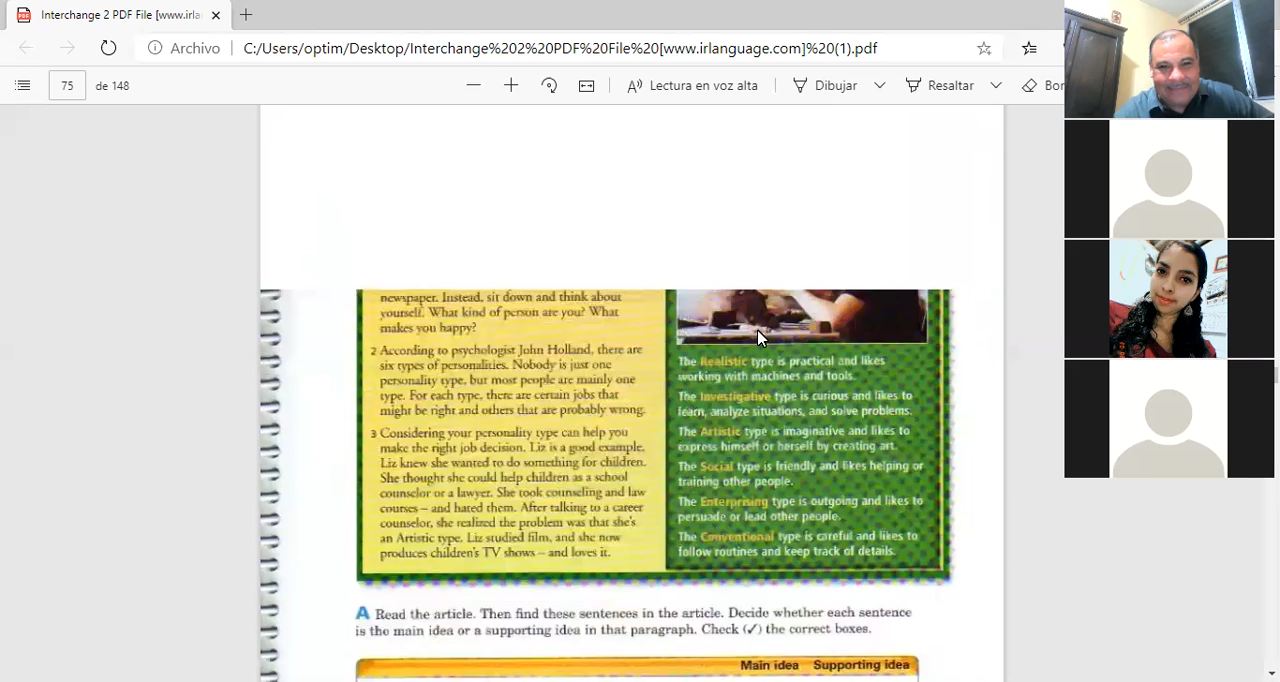 Interchange 2 PDF File [www.irla
Archivo
C:/Users/optim/Desktop/Interchange%202%20PDF%20File%20[www.irlanguage.com]%20(1).pdf
75 de 148
Lectura en voz alta
Dibujar
Resaltar
Bor
newspaper. Instead, sit down and think about
yourself. What kind of person are you? What
makes you happy?
2 According to psychologist John Holland, there are
six types of personalities. Nobody is just one
personality type, but most people are mainly one
type. For each type, there are certain jobs that
might be right and others that are probably wrong.
3 Considering your personality type can help you
make the right job decision. Liz is a good example.
Liz knew she wanted to do something for children.
She thought she could help children as a school
counselor or a lawyer. She took counseling and law
courses – and hated them. After talking to a career
counselor, she realized the problem was that she's
an Artistic type. Liz studied film, and she now
produces children's TV shows – and loves it.
The Realistic type is practical and likes
working with machines and tools.
The Investigative type is curious and likes to
learn, analyze situations, and solve problems.
The Artistic type is imaginative and likes to
express himself or herself by creating art.
The Social type is friendly and likes helping or
training other people.
The Enterprising type is outgoing and likes to
persuade or lead other people.
The Conventional type is careful and likes to
follow routines and keep track of details.
A Read the article. Then find these sentences in the article. Decide whether each sentence
is the main idea or a supporting idea in that paragraph. Check (✓) the correct boxes.
Main idea Supporting idea